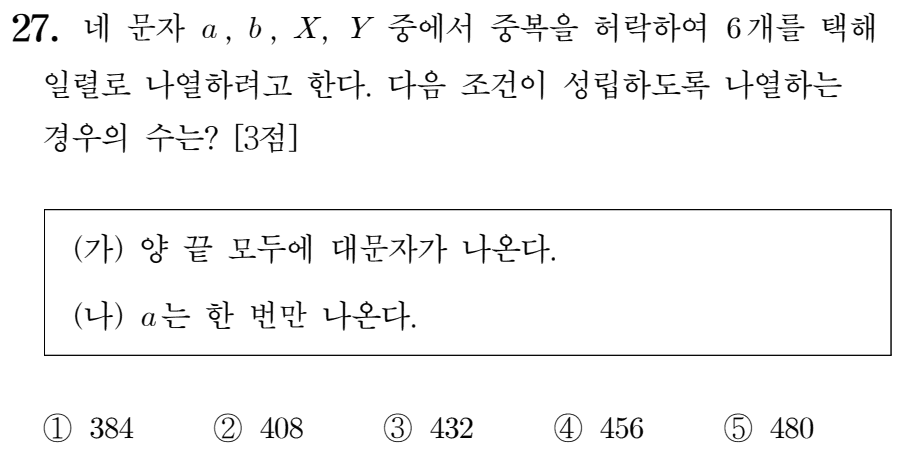 27. 네 문자 a, b, X, Y 중에서 중복을 허락하여 6개를 택해
일렬로 나열하려고 한다. 다음 조건이 성립하도록 나열하는
경우의 수는? [3점]
(가) 양 끝 모두에 대문자가 나온다.
(나) a는 한 번만 나온다.
① 384 ② 408 ③ 432 ④ 456 ⑤ 480